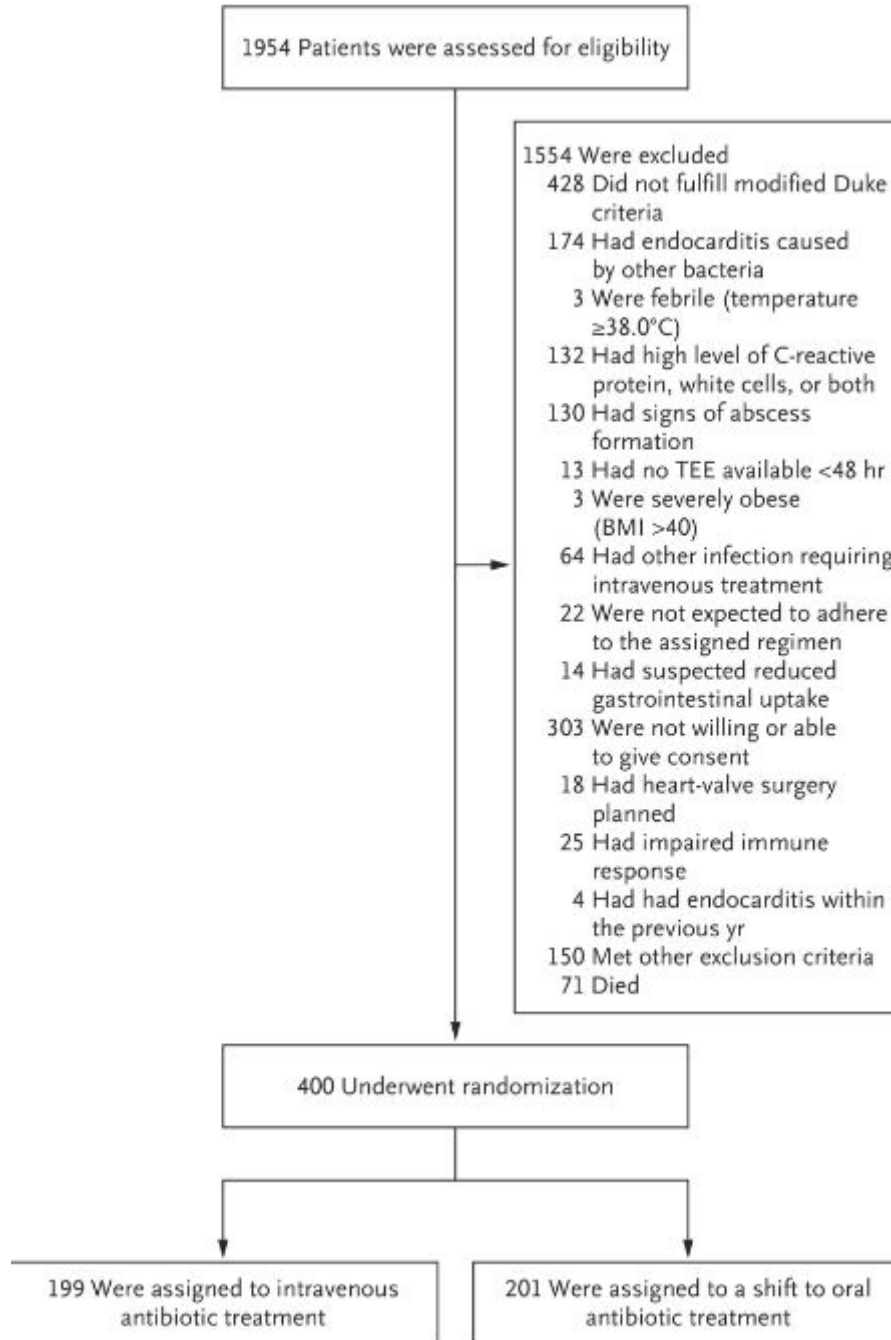 1954 Patients were assessed for eligibility
1554 Were excluded
428 Did not fulfill modified Duke
criteria
174 Had endocarditis caused
by other bacteria
3 Were febrile (temperature
≥38.0°C)
132 Had high level of C-reactive
protein, white cells, or both
130 Had signs of abscess
formation
13 Had no TEE available <48 hr
3 Were severely obese
(BMI >40)
64 Had other infection requiring
intravenous treatment
22 Were not expected to adhere
to the assigned regimen
14 Had suspected reduced
gastrointestinal uptake
303 Were not willing or able
to give consent
18 Had heart-valve surgery
planned
25 Had impaired immune
response
4 Had had endocarditis within
the previous yr
150 Met other exclusion criteria
71 Died
400 Underwent randomization
199 Were assigned to intravenous
antibiotic treatment
201 Were assigned to a shift to oral
antibiotic treatment